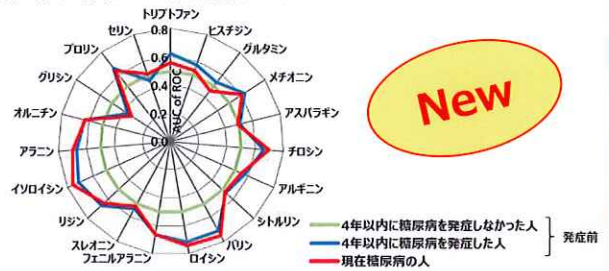 トリプトファン
ヒスチジン
グルタミン
メチオニン
アスパラギン
チロシン
アルギニン
シトルリン
バリン
ロイシン
フェニルアラニン
スレオニン
リジン
イソロイシン
アラニン
オルニチン
グリシン
プロリン
セリン
0.8
0.6
0.4
0.2
0.0
AUC of ROC
New
4年以内に糖尿病を発症しなかった人
4年以内に糖尿病を発症した人
発症前
現在糖尿病の人